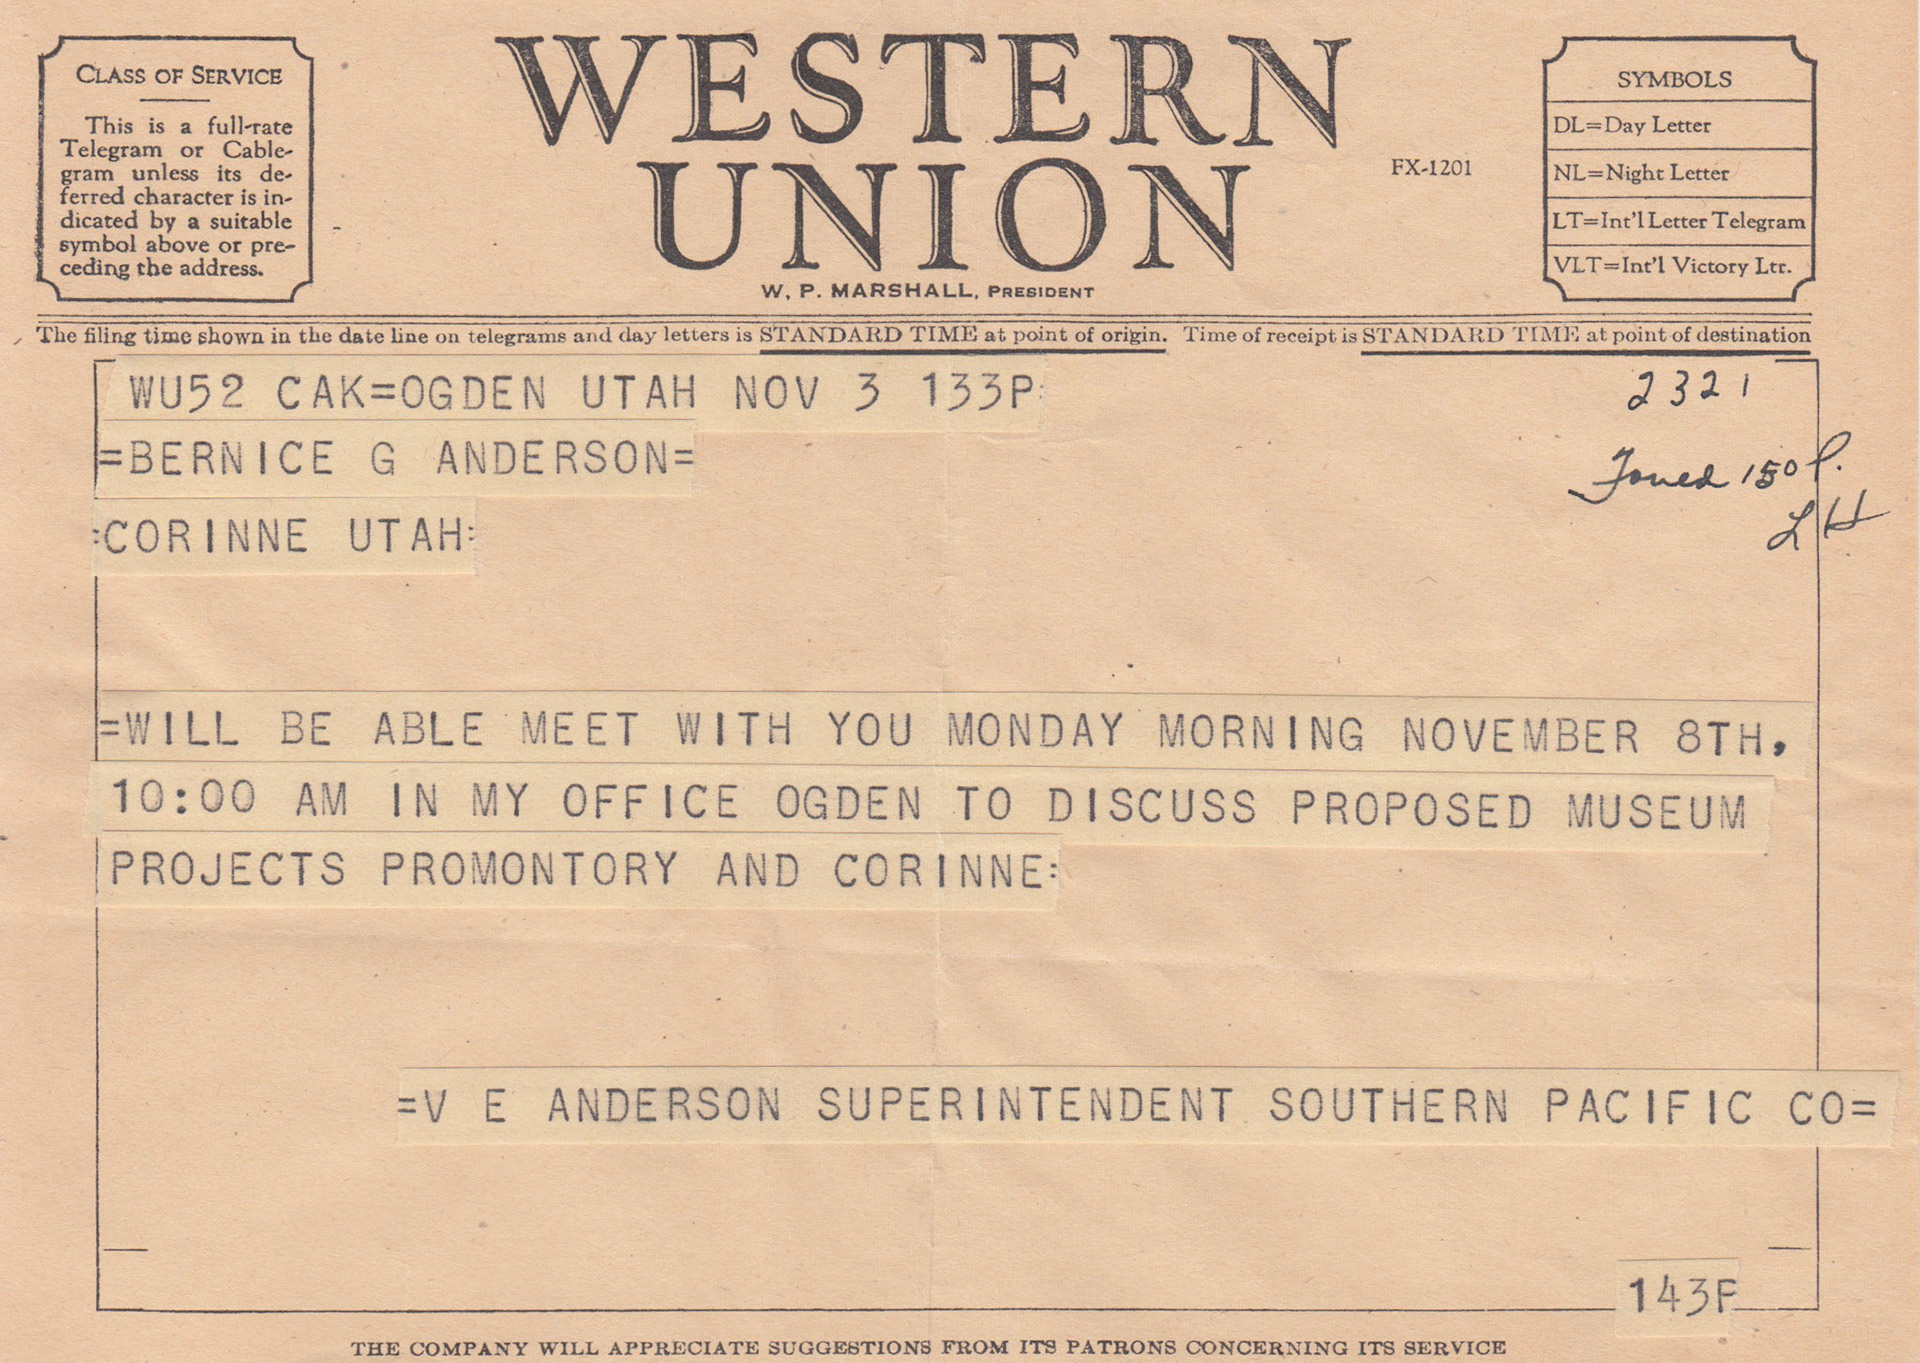 CLASS OF SERVICE
This is a full-rate
Telegram or Cable-
gram unless its de-
ferred character is in-
dicated by a suitable
symbol above or pre-
ceding the address.
WESTERN
UNION
W. P. MARSHALL, PRESIDENT
FX-1201
SYMBOLS
DL=Day Letter
NL=Night Letter
LT=Int'l Letter Telegram
VLT=Int'l Victory Ltr.
The filing time shown in the date line on telegrams and day letters is STANDARD TIME at point of origin. Time of receipt is STANDARD TIME at point of destination
WU52 CAK=OGDEN UTAH NOV 3 133P
2321
=BERNICE G ANDERSON=
150 P.
LH
=CORINNE UTAH=
=WILL BE ABLE MEET WITH YOU MONDAY MORNING NOVEMBER 8TH,
10:00 AM IN MY OFFICE OGDEN TO DISCUSS PROPOSED MUSEUM
PROJECTS PROMONTORY AND CORINNE=
=V E ANDERSON SUPERINTENDENT SOUTHERN PACIFIC CO=
143P
THE COMPANY WILL APPRECIATE SUGGESTIONS FROM ITS PATRONS CONCERNING ITS SERVICE